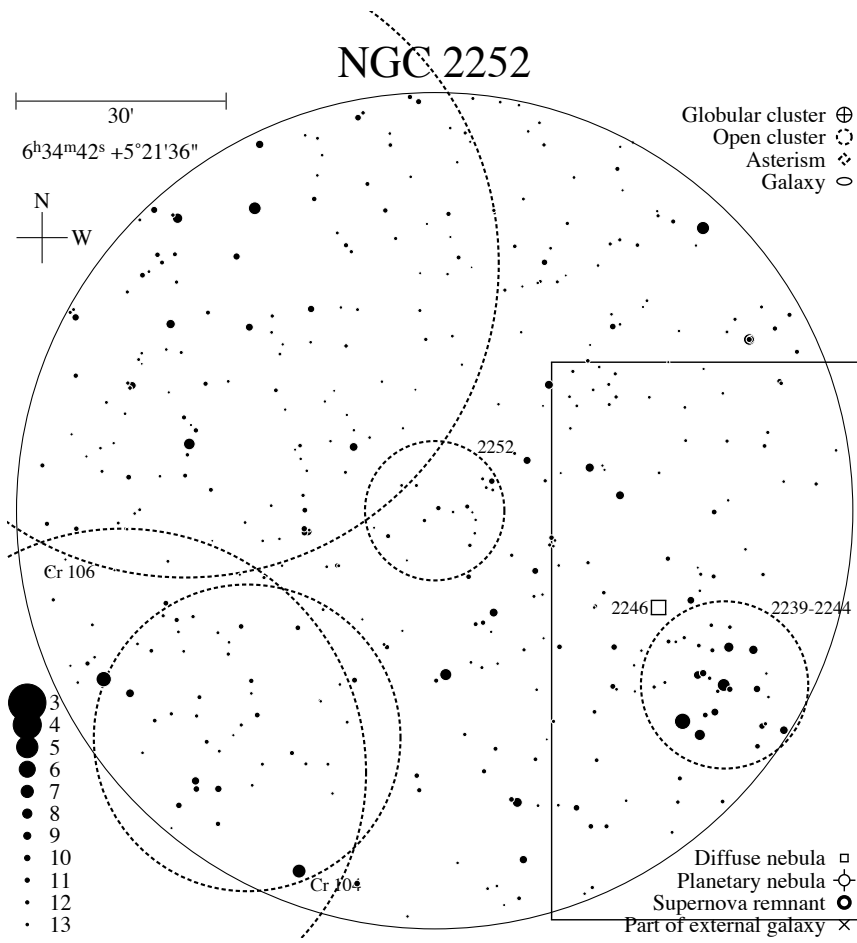 NGC 2252
30'
6h34m42s +5°21'36"
N
W
Globular cluster
Open cluster
Asterism
Galaxy
2252
Cr 106
2246
2239-2244
3
4
5
6
7
8
9
10
11
12
13
Cr 104
Diffuse nebula
Planetary nebula
Supernova remnant
Part of external galaxy